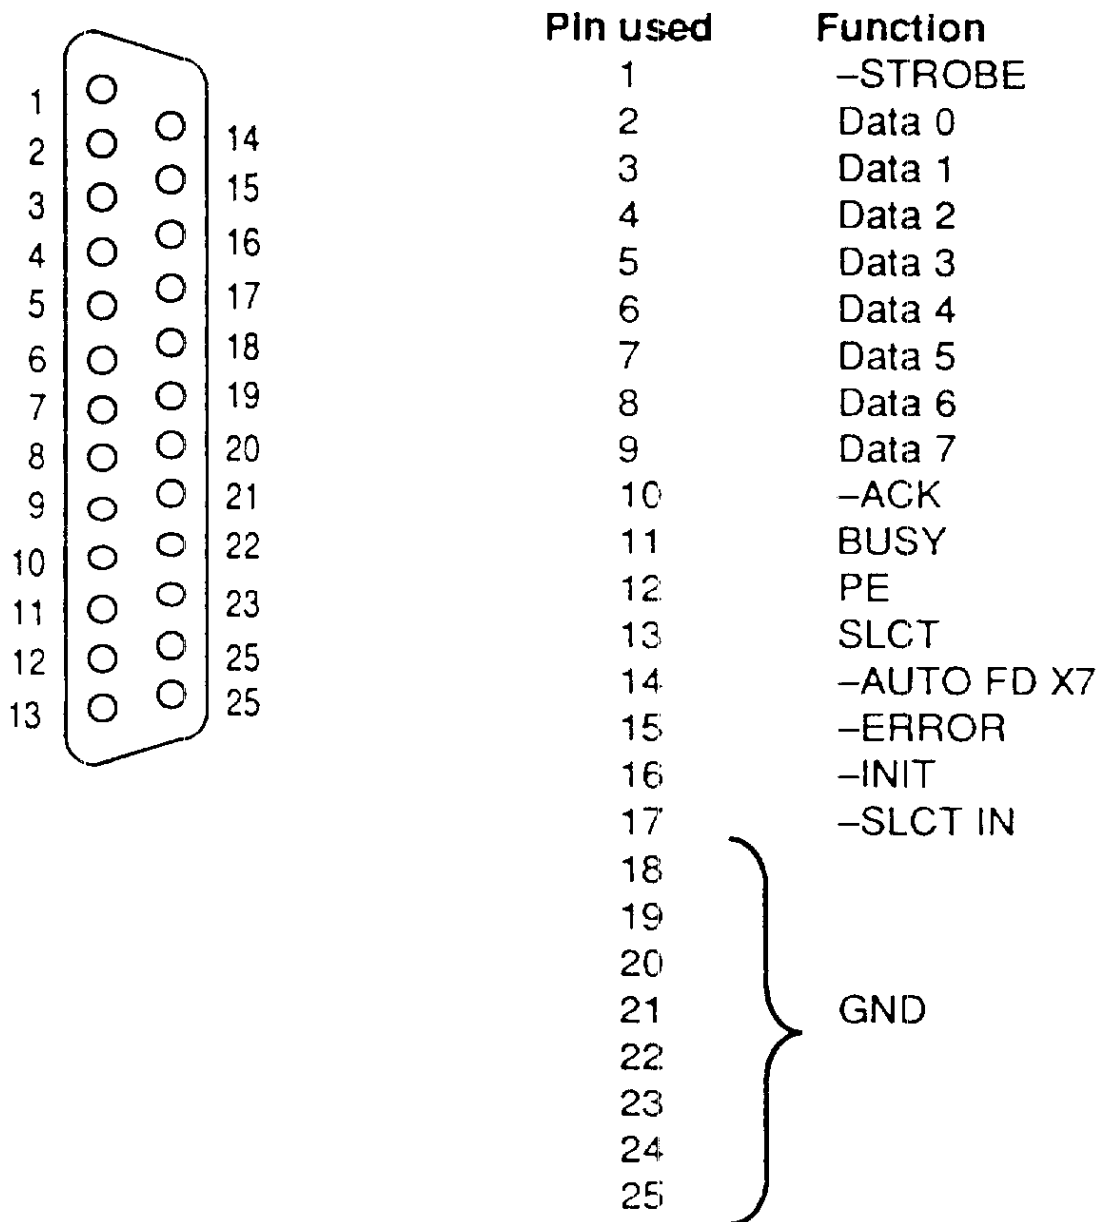 1
2
3
4
5
6
7
8
9
10
11
12
13
14
15
16
17
18
19
20
21
22
23
25
25
Pin used Function
1 –STROBE
2 Data 0
3 Data 1
4 Data 2
5 Data 3
6 Data 4
7 Data 5
8 Data 6
9 Data 7
10 –ACK
11 BUSY
12 PE
13 SLCT
14 –AUTO FD X7
15 –ERROR
16 –INIT
17 –SLCT IN
18
19
20
21 GND
22
23
24
25